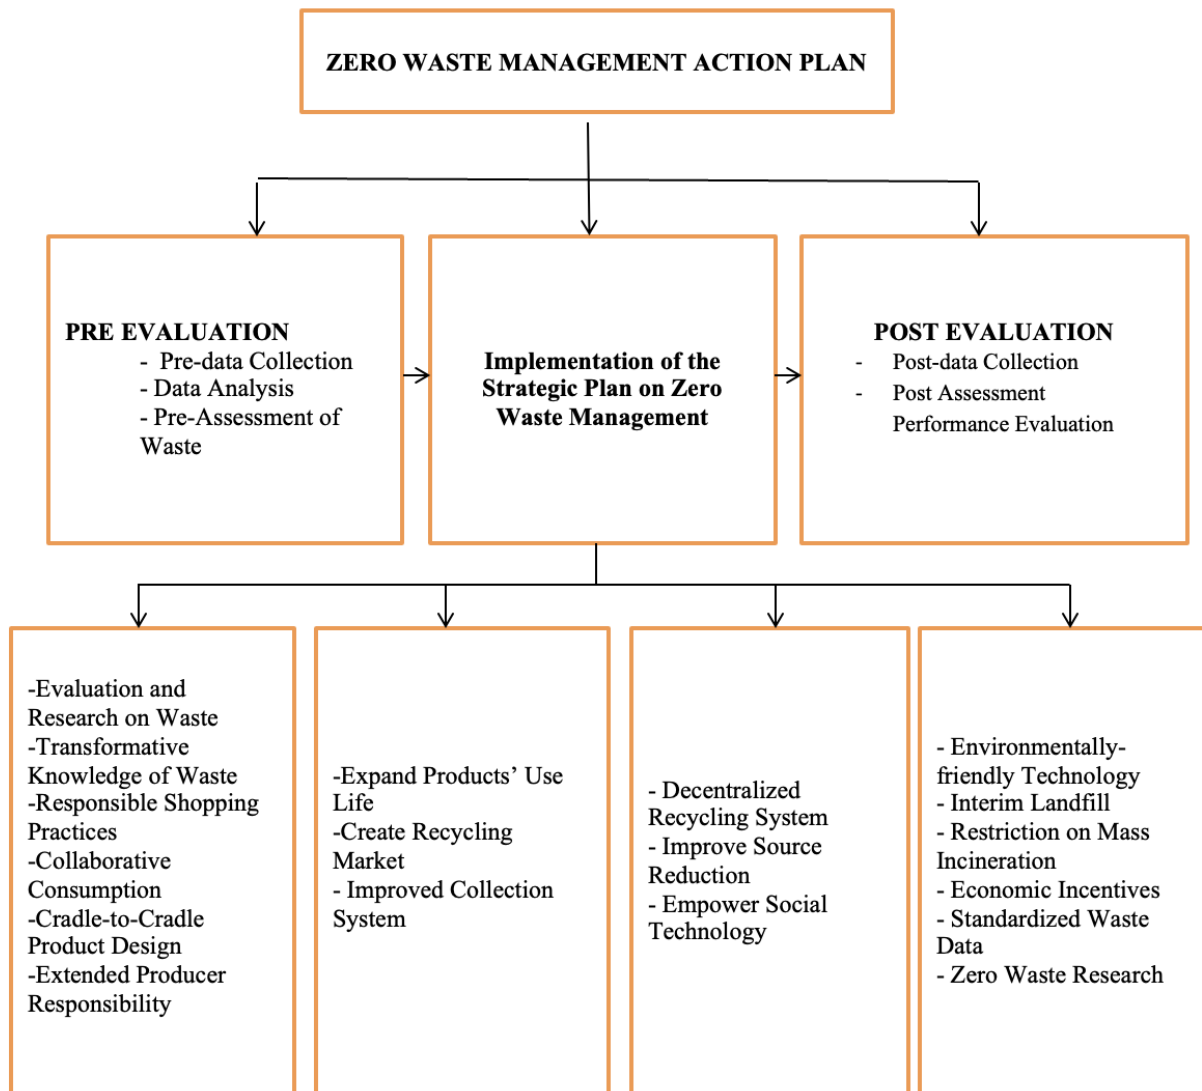 ZERO WASTE MANAGEMENT ACTION PLAN
PRE EVALUATION
- Pre-data Collection
- Data Analysis
- Pre-Assessment of
Waste
Implementation of the
Strategic Plan on Zero
Waste Management
POST EVALUATION
- Post-data Collection
- Post Assessment
Performance Evaluation
-Evaluation and
Research on Waste
-Transformative
Knowledge of Waste
-Responsible Shopping
Practices
-Collaborative
Consumption
-Cradle-to-Cradle
Product Design
-Extended Producer
Responsibility
-Expand Products’ Use
Life
-Create Recycling
Market
- Improved Collection
System
- Decentralized
Recycling System
- Improve Source
Reduction
- Empower Social
Technology
- Environmentally-
friendly Technology
- Interim Landfill
- Restriction on Mass
Incineration
- Economic Incentives
- Standardized Waste
Data
- Zero Waste Research